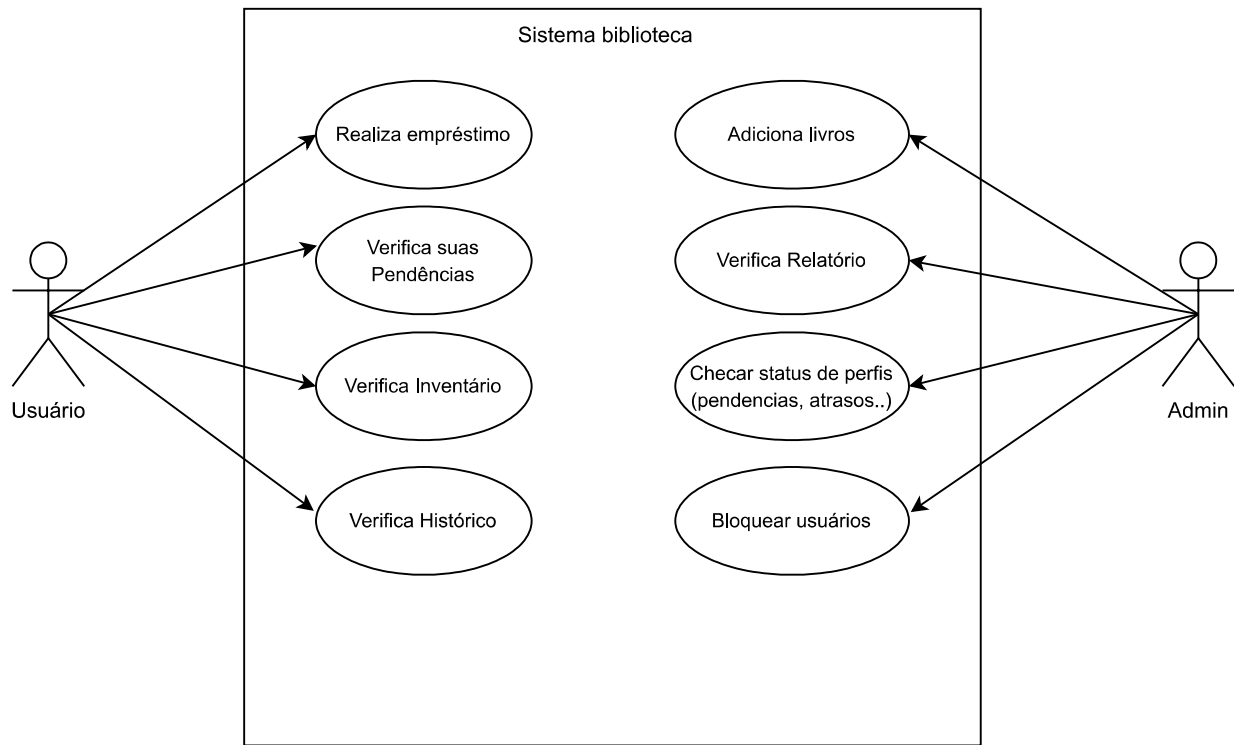 Sistema biblioteca
Realiza empréstimo
Adiciona livros
Verifica suas
Pendências
Verifica Relatório
Verifica Inventário
Checar status de perfis
(pendencias, atrasos..)
Usuário
Admin
Verifica Histórico
Bloquear usuários